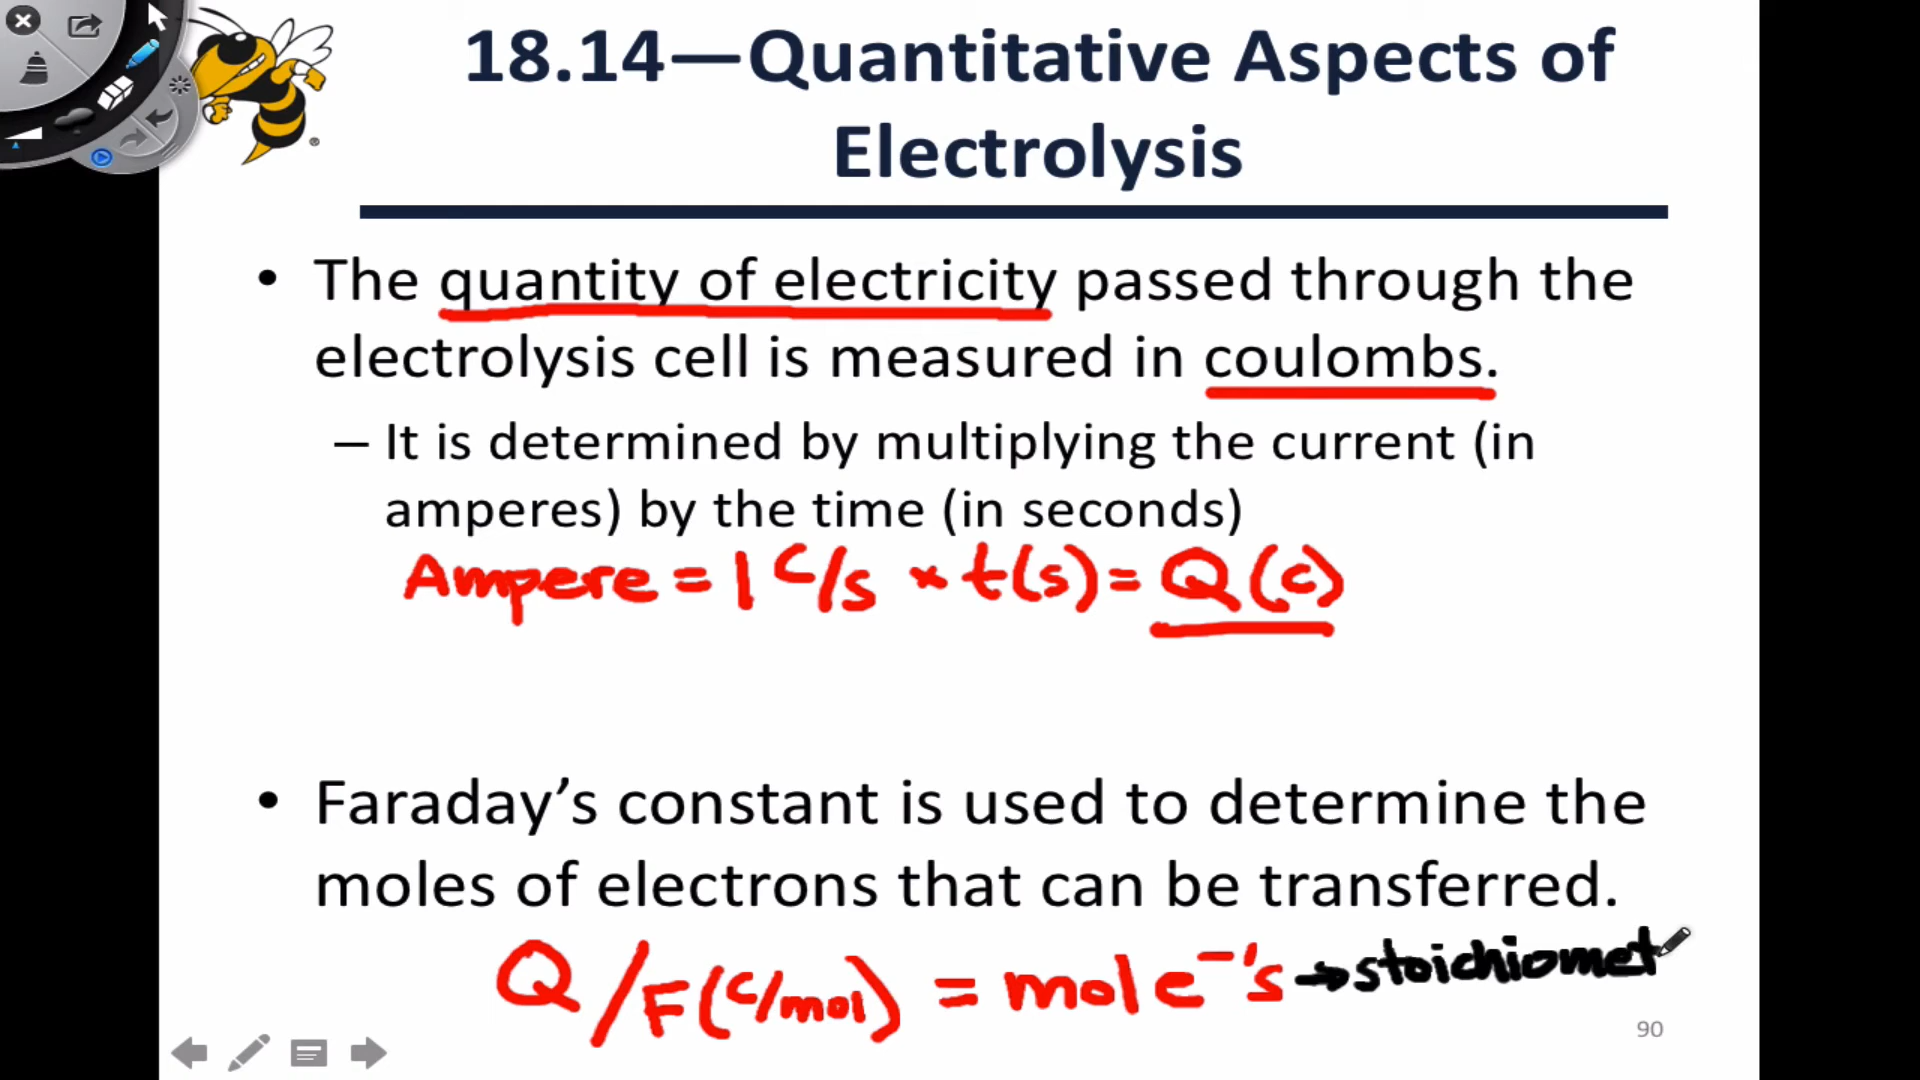 18.14—Quantitative Aspects of
Electrolysis
• The quantity of electricity passed through the
electrolysis cell is measured in coulombs.
– It is determined by multiplying the current (in
amperes) by the time (in seconds)
Ampere = 1 C/s × t(s) = Q (C)
• Faraday’s constant is used to determine the
moles of electrons that can be transferred.
Q/F(C/mol) = mol e⁻'s → stoichiomet
90